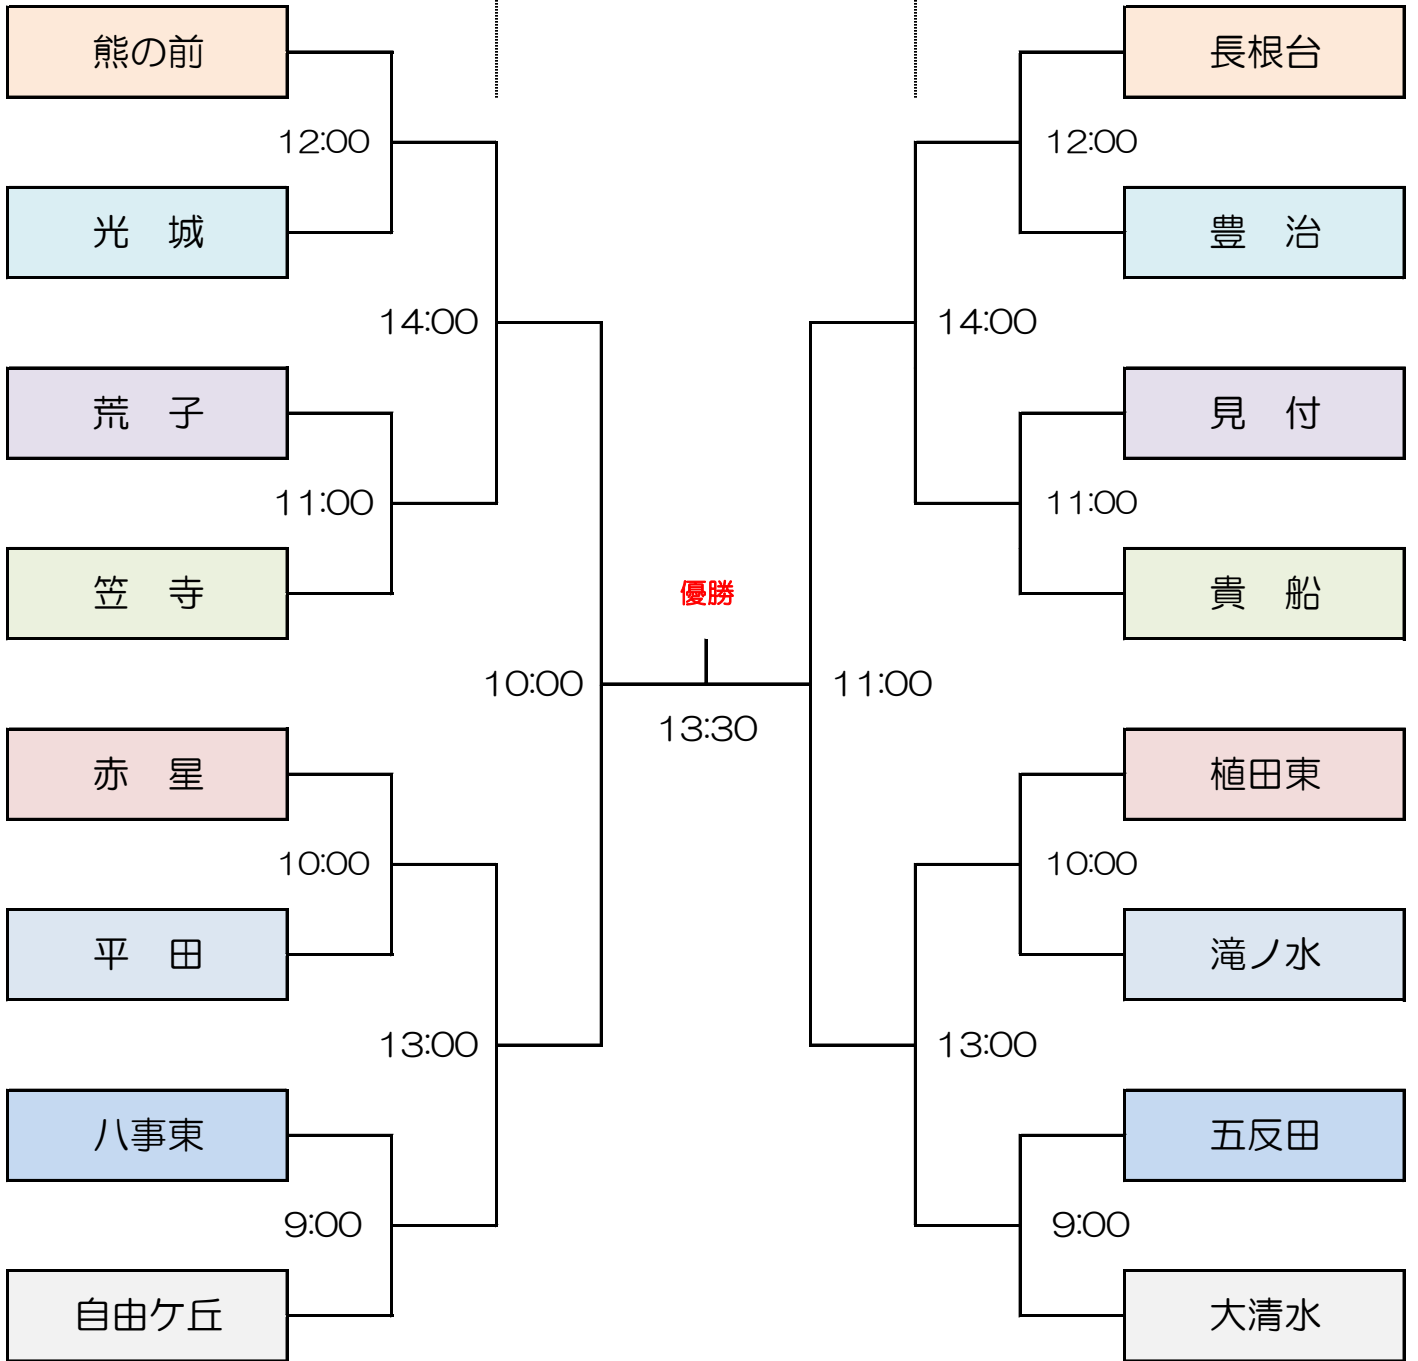 熊の前
長根台
12:00
12:00
光　城
豊　治
14:00
14:00
荒　子
見　付
11:00
11:00
笠　寺
優勝
貴　船
10:00
11:00
13:30
赤　星
植田東
10:00
10:00
平　田
滝ノ水
13:00
13:00
八事東
五反田
9:00
9:00
自由ケ丘
大清水